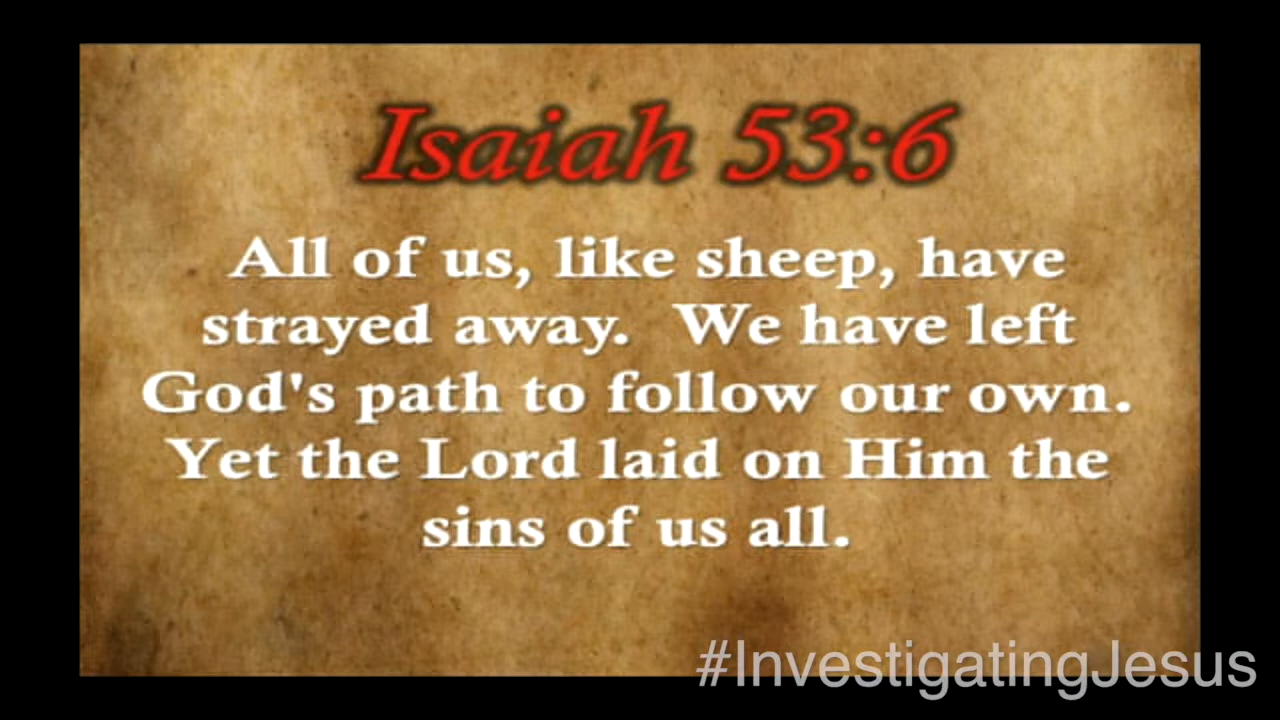 Isaiah 53:6
All of us, like sheep, have
strayed away.  We have left
God's path to follow our own.
Yet the Lord laid on Him the
sins of us all.
#InvestigatingJesus